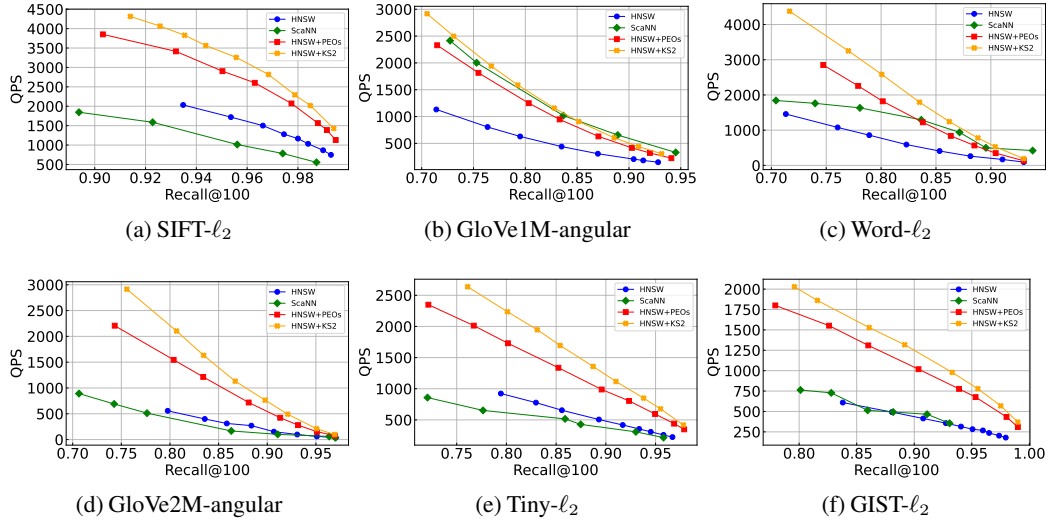 4500
4000
3500
3000
2500
2000
1500
1000
500
QPS
0.90 0.92 0.94 0.96 0.98
Recall@100
HNSW
ScaNN
HNSW+PEOs
HNSW+KS2
(a) SIFT-ℓ₂
3000
2500
2000
1500
1000
500
0
QPS
0.70 0.75 0.80 0.85 0.90 0.95
Recall@100
HNSW
ScaNN
HNSW+PEOs
HNSW+KS2
(b) GloVe1M-angular
4000
3000
2000
1000
0
QPS
0.70 0.75 0.80 0.85 0.90
Recall@100
HNSW
ScaNN
HNSW+PEOs
HNSW+KS2
(c) Word-ℓ₂
3000
2500
2000
1500
1000
500
0
QPS
0.70 0.75 0.80 0.85 0.90 0.95
Recall@100
HNSW
ScaNN
HNSW+PEOs
HNSW+KS2
(d) GloVe2M-angular
2500
2000
1500
1000
500
QPS
0.75 0.80 0.85 0.90 0.95
Recall@100
HNSW
ScaNN
HNSW+PEOs
HNSW+KS2
(e) Tiny-ℓ₂
2000
1750
1500
1250
1000
750
500
250
QPS
0.80 0.85 0.90 0.95 1.00
Recall@100
HNSW
ScaNN
HNSW+PEOs
HNSW+KS2
(f) GIST-ℓ₂